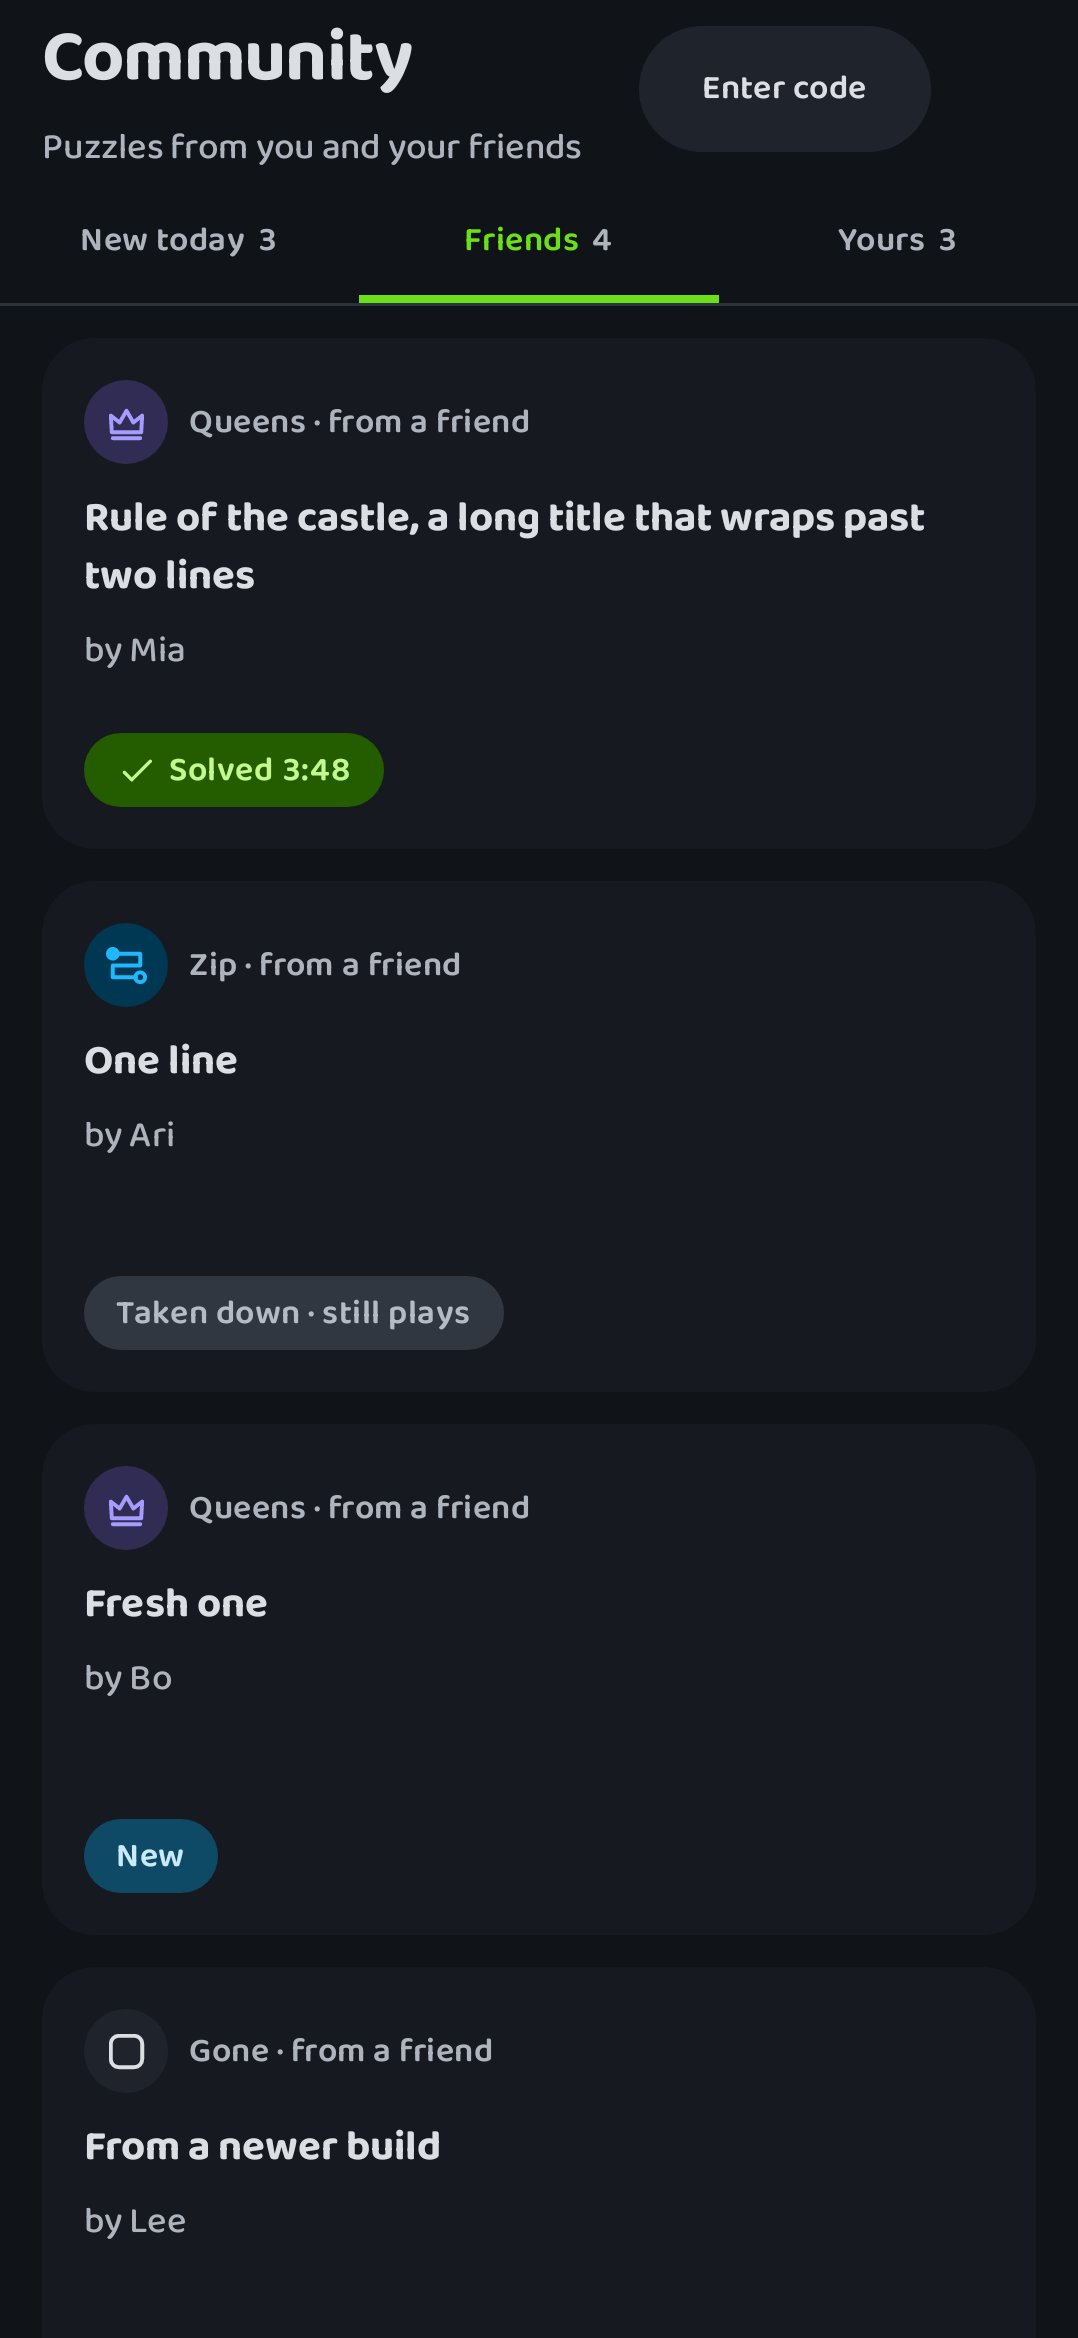 Community
Enter code
Puzzles from you and your friends
New today 3
Friends 4
Yours 3
Queens · from a friend
Rule of the castle, a long title that wraps past
two lines
by Mia
Solved 3:48
Zip · from a friend
One line
by Ari
Taken down · still plays
Queens · from a friend
Fresh one
by Bo
New
Gone · from a friend
From a newer build
by Lee